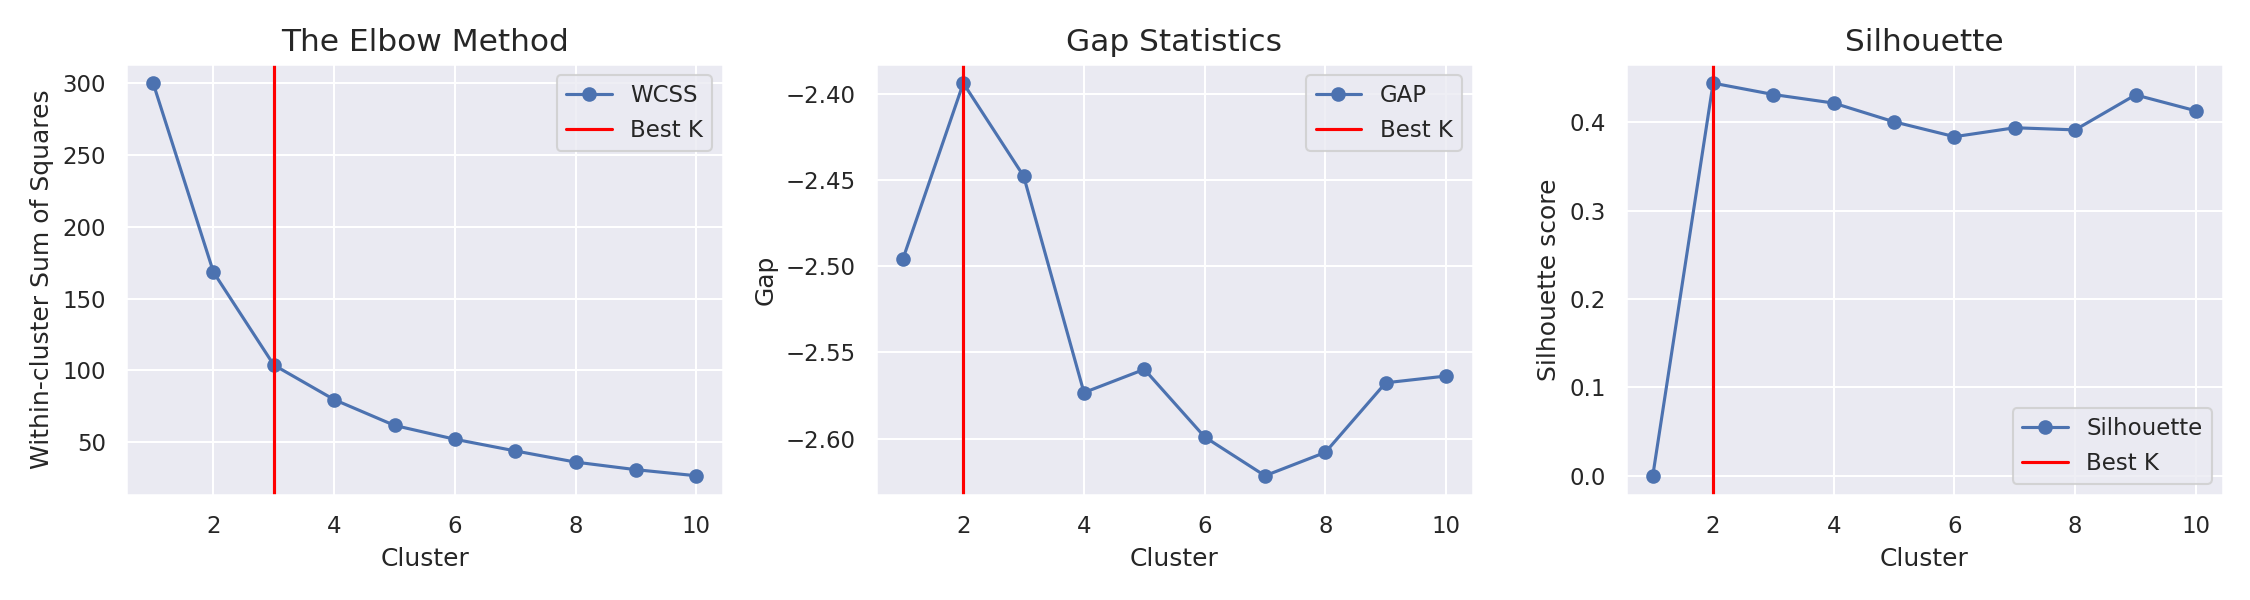 The Elbow Method
Within-cluster Sum of Squares
300
250
200
150
100
50
2 4 6 8 10
Cluster
WCSS
Best K
Gap Statistics
Gap
−2.40
−2.45
−2.50
−2.55
−2.60
2 4 6 8 10
Cluster
GAP
Best K
Silhouette
Silhouette score
0.4
0.3
0.2
0.1
0.0
2 4 6 8 10
Cluster
Silhouette
Best K